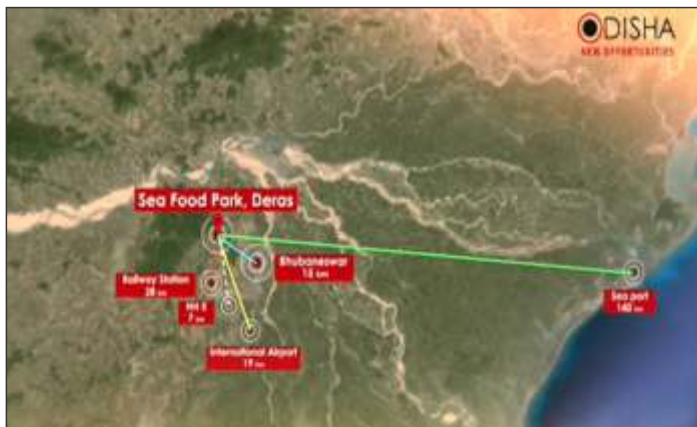 ODISHA
NEW OPPORTUNITIES
Sea Food Park, Deras
Bhubaneswar
15 km
Railway Station
28 km
NH 5
7 km
International Airport
19 km
Sea port
140 km